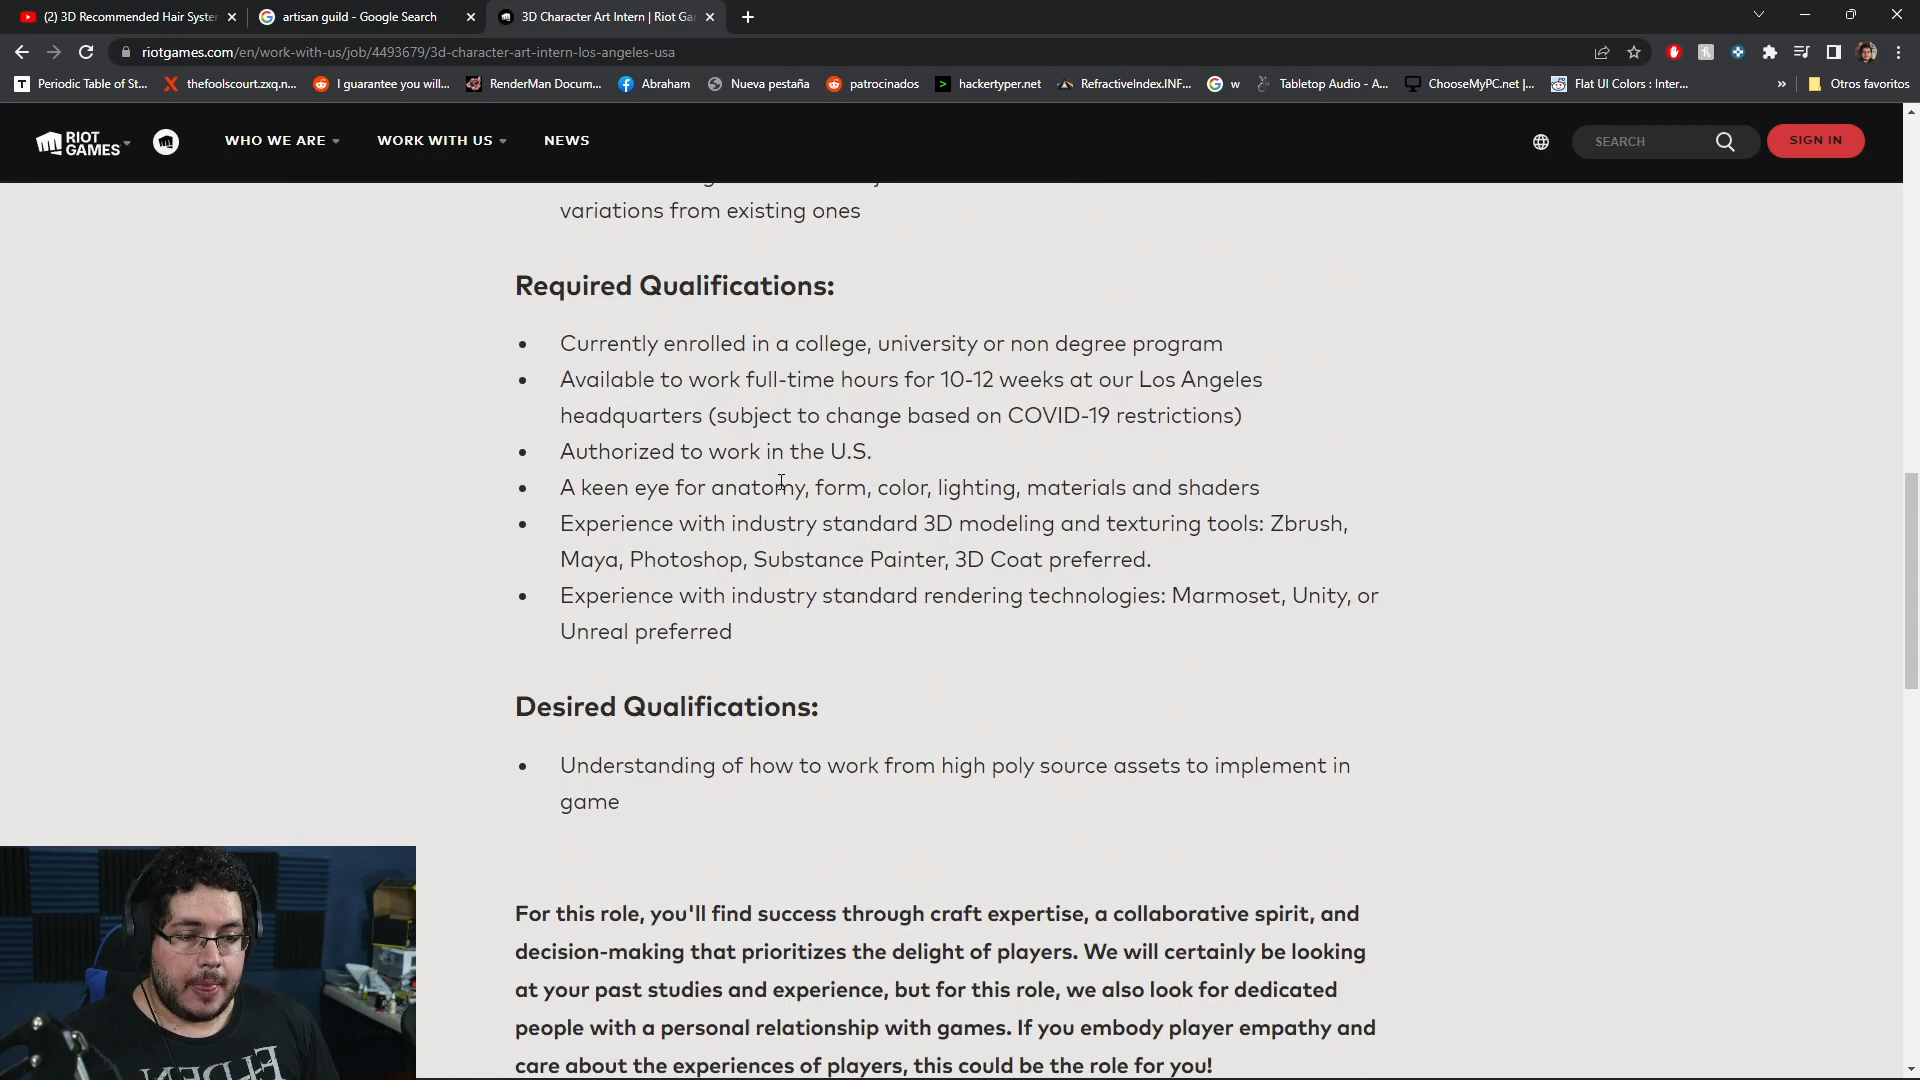 (2) 3D Recommended Hair Syster
artisan guild - Google Search
3D Character Art Intern | Riot Gar
riotgames.com/en/work-with-us/job/4493679/3d-character-art-intern-los-angeles-usa
Periodic Table of St...
thefoolscourt.zxq.n...
I guarantee you will...
RenderMan Docum...
Abraham
Nueva pestaña
patrocinados
hackertyper.net
RefractiveIndex.INF...
w
Tabletop Audio - A...
ChooseMyPC.net |...
Flat UI Colors : Inter...
»
Otros favoritos
RIOT
GAMES
WHO WE ARE
WORK WITH US
NEWS
SEARCH
SIGN IN
variations from existing ones
Required Qualifications:
• Currently enrolled in a college, university or non degree program
• Available to work full-time hours for 10-12 weeks at our Los Angeles
headquarters (subject to change based on COVID-19 restrictions)
• Authorized to work in the U.S.
• A keen eye for anatomy, form, color, lighting, materials and shaders
• Experience with industry standard 3D modeling and texturing tools: Zbrush,
Maya, Photoshop, Substance Painter, 3D Coat preferred.
• Experience with industry standard rendering technologies: Marmoset, Unity, or
Unreal preferred
Desired Qualifications:
• Understanding of how to work from high poly source assets to implement in
game
For this role, you'll find success through craft expertise, a collaborative spirit, and
decision-making that prioritizes the delight of players. We will certainly be looking
at your past studies and experience, but for this role, we also look for dedicated
people with a personal relationship with games. If you embody player empathy and
care about the experiences of players, this could be the role for you!
ELDEN